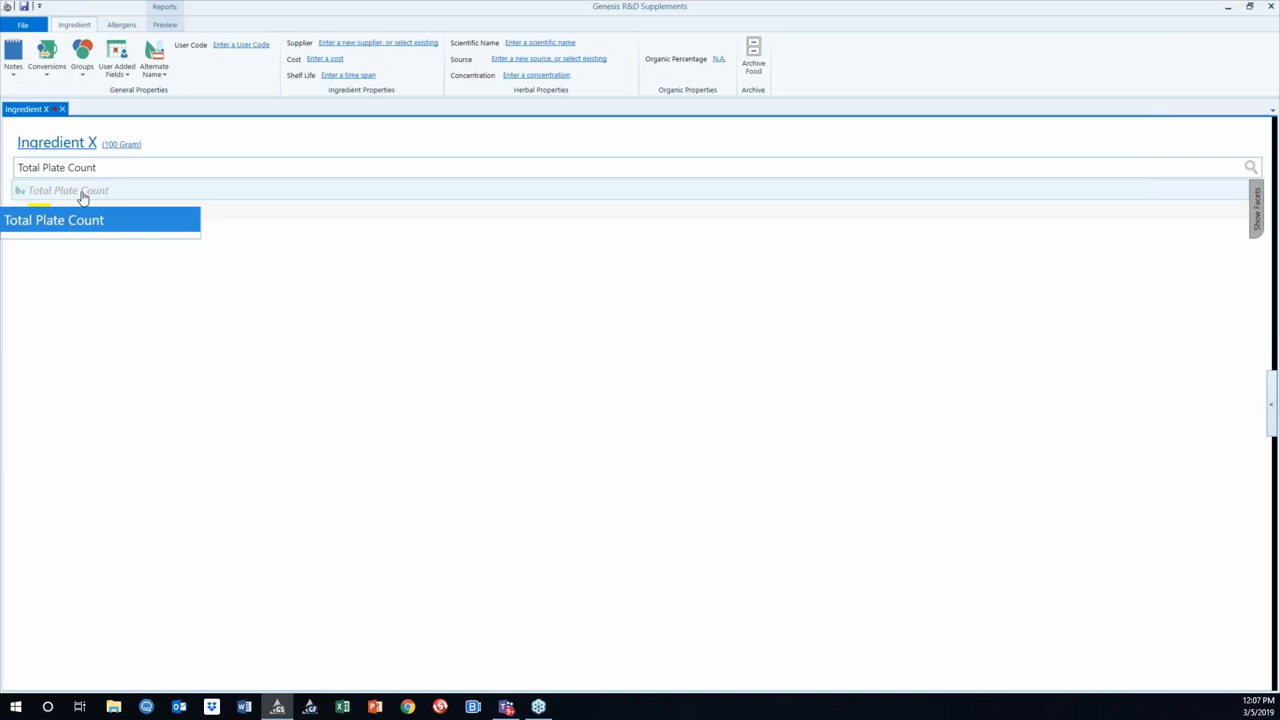 Reports
Genesis R&D Supplements
File
Ingredient
Allergens
Preview
Notes
Conversions
Groups
User Added Fields
Alternate Name
User Code
Enter a User Code
General Properties
Supplier
Enter a new supplier, or select existing
Cost
Enter a cost
Shelf Life
Enter a time span
Ingredient Properties
Scientific Name
Enter a scientific name
Source
Enter a new source, or select existing
Concentration
Enter a concentration
Herbal Properties
Organic Percentage
N.A.
Organic Properties
Archive Food
Archive
Ingredient X
Ingredient X (100 Gram)
Total Plate Count
Total Plate Count
Total Plate Count
Show Facets
12:07 PM
3/5/2019